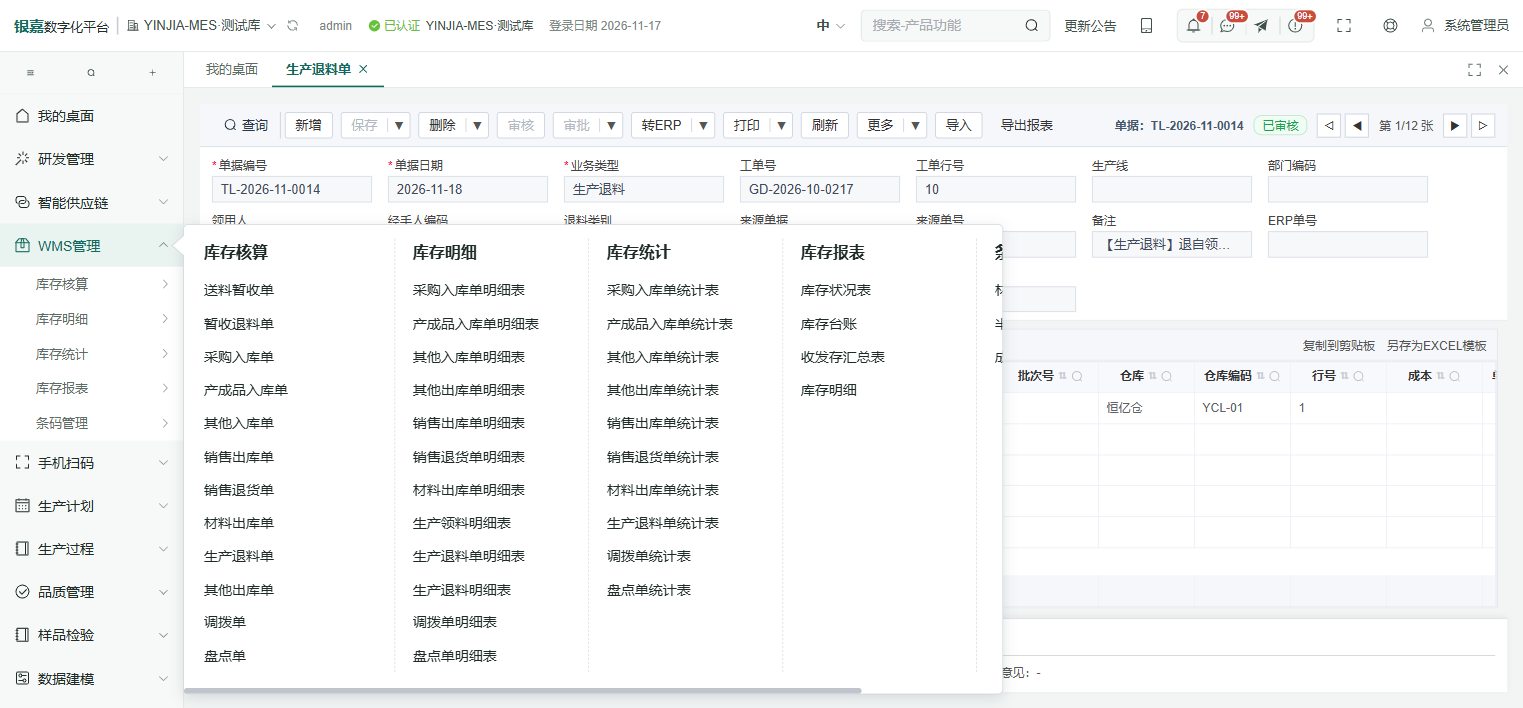 银嘉数字化平台 YINJIA-MES·测试库 admin 已认证 YINJIA-MES·测试库 登录日期 2026-11-17 中 搜索-产品功能 更新公告 7 99+ 99+ 系统管理员
我的桌面 生产退料单
查询 新增 保存 删除 审核 审批 转ERP 打印 刷新 更多 导入 导出报表 单据: TL-2026-11-0014 已审核 第 1/12 张
*单据编号 *单据日期 *业务类型 工单号 工单行号 生产线 部门编码
TL-2026-11-0014 2026-11-18 生产退料 GD-2026-10-0217 10
领用人 经手人编码 退料类别 来源单据 来源单号 备注 ERP单号
【生产退料】退自领...
我的桌面
研发管理
智能供应链
WMS管理
库存核算
库存明细
库存统计
库存报表
条码管理
手机扫码
生产计划
生产过程
品质管理
样品检验
数据建模
库存核算
送料暂收单
暂收退料单
采购入库单
产成品入库单
其他入库单
销售出库单
销售退货单
材料出库单
生产退料单
其他出库单
调拨单
盘点单
库存明细
采购入库单明细表
产成品入库单明细表
其他入库单明细表
其他出库单明细表
销售出库单明细表
销售退货单明细表
材料出库单明细表
生产领料明细表
生产退料单明细表
生产退料明细表
调拨单明细表
盘点单明细表
库存统计
采购入库单统计表
产成品入库单统计表
其他入库单统计表
其他出库单统计表
销售出库单统计表
销售退货单统计表
材料出库单统计表
生产退料单统计表
调拨单统计表
盘点单统计表
库存报表
库存状况表
库存台账
收发存汇总表
库存明细
复制到剪贴板 另存为EXCEL模板
批次号 仓库 仓库编码 行号 成本
恒亿仓 YCL-01 1
意见: -